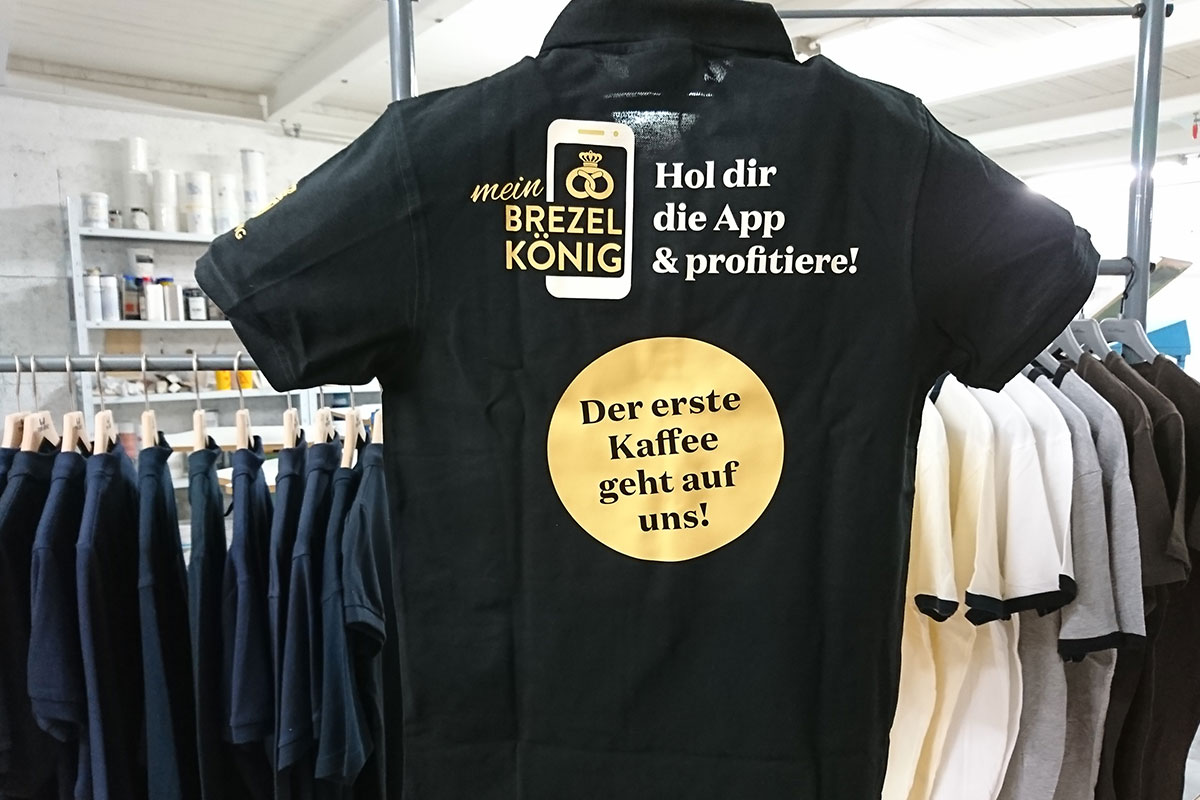 mein
BREZEL
KÖNIG
Hol dir
die App
& profitiere!
Der erste
Kaffee
geht auf
uns!